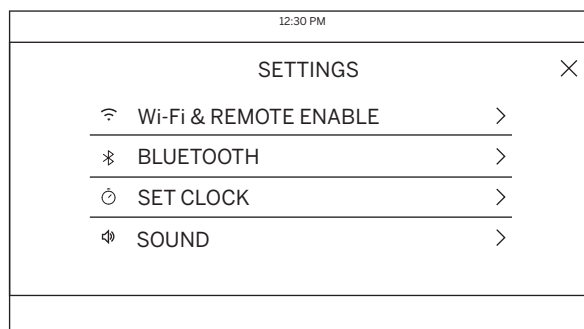 12:30 PM
SETTINGS
Wi-Fi & REMOTE ENABLE
BLUETOOTH
SET CLOCK
SOUND